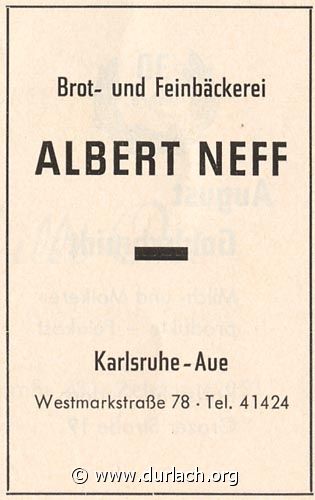 Brot- und Feinbäckerei
ALBERT NEFF
Karlsruhe-Aue
Westmarkstraße 78 · Tel. 41424
© www.durlach.org